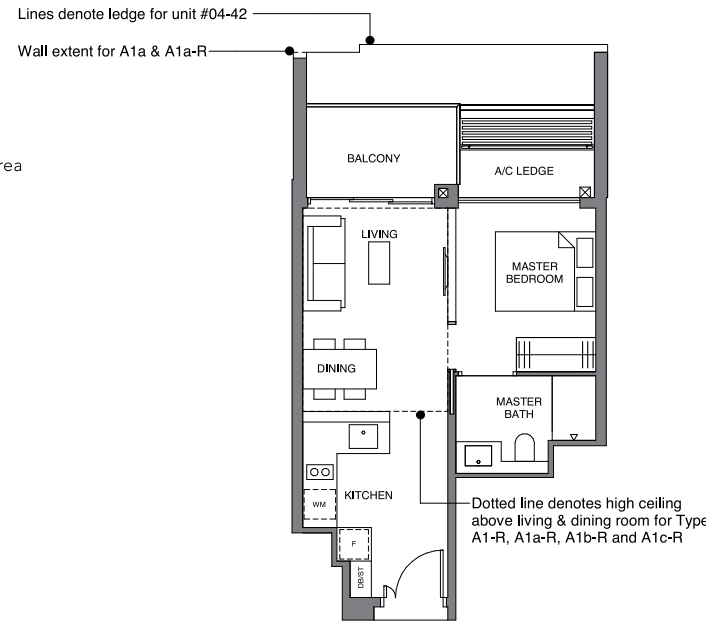 Lines denote ledge for unit #04-42
Wall extent for A1a & A1a-R
rea
BALCONY
A/C LEDGE
LIVING
MASTER
BEDROOM
DINING
MASTER
BATH
KITCHEN
WM
F
DB/ST
Dotted line denotes high ceiling
above living & dining room for Type
A1-R, A1a-R, A1b-R and A1c-R